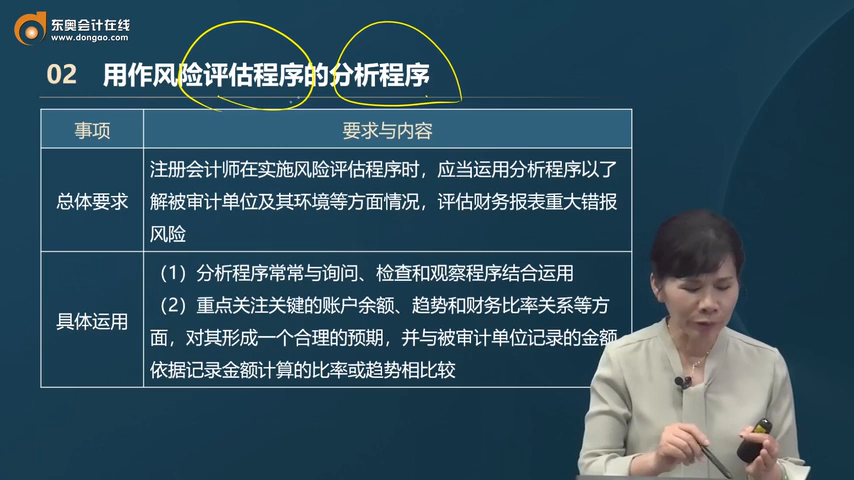 东奥会计在线
www.dongao.com
02 用作风险评估程序的分析程序
事项 要求与内容
总体要求
注册会计师在实施风险评估程序时，应当运用分析程序以了
解被审计单位及其环境等方面情况，评估财务报表重大错报
风险
具体运用
（1）分析程序常常与询问、检查和观察程序结合运用
（2）重点关注关键的账户余额、趋势和财务比率关系等方
面，对其形成一个合理的预期，并与被审计单位记录的金额、
依据记录金额计算的比率或趋势相比较